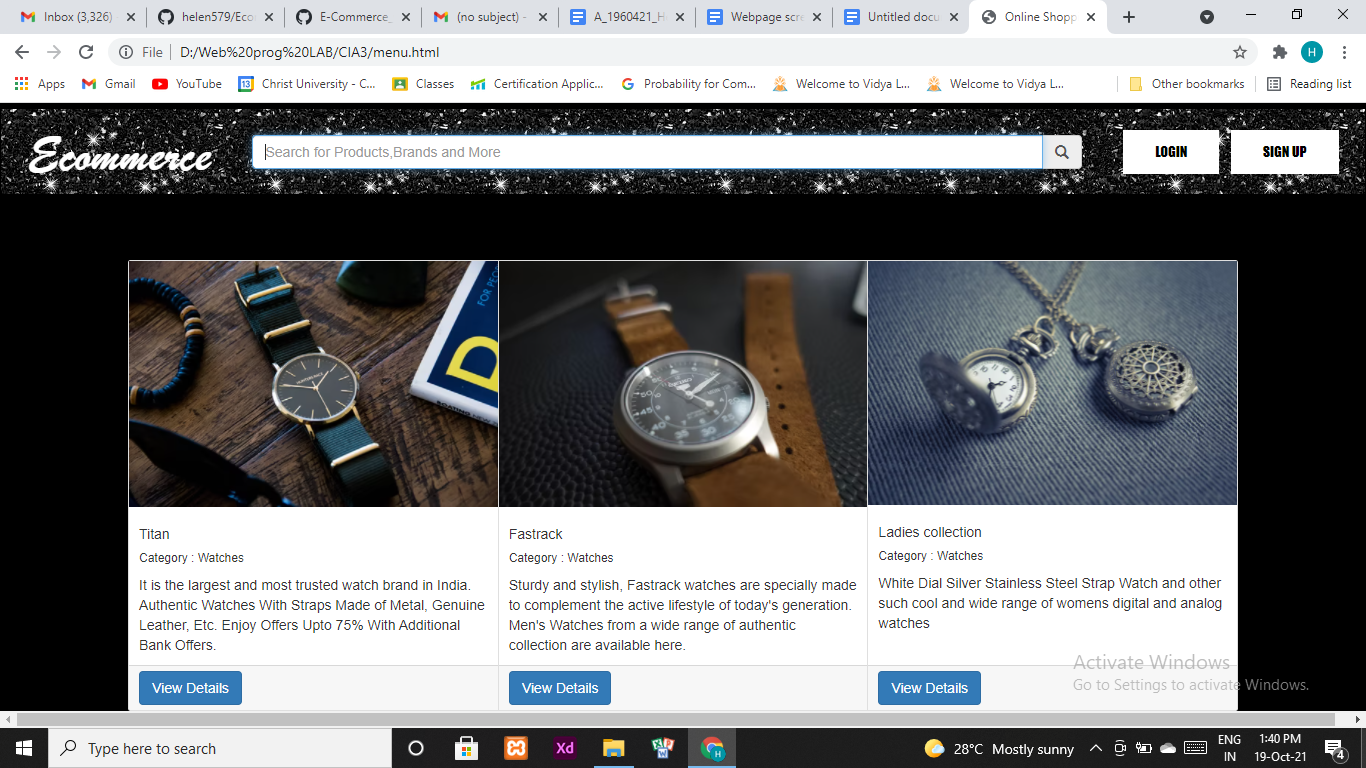 Inbox (3,326) -
helen579/Eco
E-Commerce_
(no subject) -
A_1960421_H
Webpage scre
Untitled docu
Online Shopp
File
D:/Web%20prog%20LAB/CIA3/menu.html
H
Apps
Gmail
YouTube
Christ University - C...
Classes
Certification Applic...
Probability for Com...
Welcome to Vidya L...
Welcome to Vidya L...
Other bookmarks
Reading list
Ecommerce
Search for Products,Brands and More
LOGIN
SIGN UP
FOR PEO
D
SEIKO
Titan
Category : Watches
It is the largest and most trusted watch brand in India.
Authentic Watches With Straps Made of Metal, Genuine
Leather, Etc. Enjoy Offers Upto 75% With Additional
Bank Offers.
View Details
Fastrack
Category : Watches
Sturdy and stylish, Fastrack watches are specially made
to complement the active lifestyle of today's generation.
Men's Watches from a wide range of authentic
collection are available here.
View Details
Ladies collection
Category : Watches
White Dial Silver Stainless Steel Strap Watch and other
such cool and wide range of womens digital and analog
watches
View Details
Activate Windows
Go to Settings to activate Windows.
Type here to search
Xd
28°C Mostly sunny
ENG
IN
1:40 PM
19-Oct-21
4